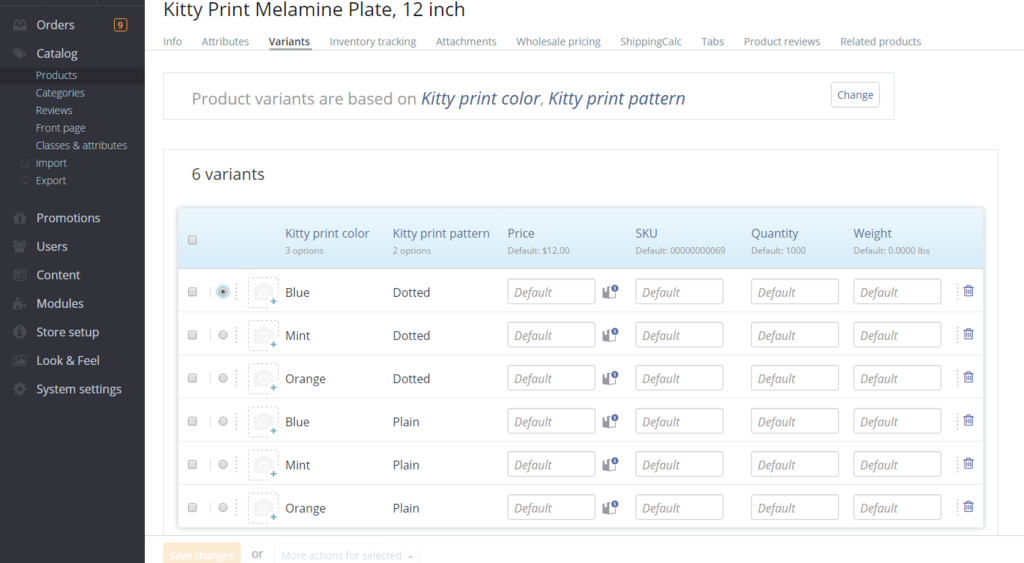 Kitty Print Melamine Plate, 12 inch
Orders 9
Catalog
Products
Categories
Reviews
Front page
Classes & attributes
Import
Export
Promotions
Users
Content
Modules
Store setup
Look & Feel
System settings
Info Attributes Variants Inventory tracking Attachments Wholesale pricing ShippingCalc Tabs Product reviews Related products
Product variants are based on Kitty print color, Kitty print pattern Change
6 variants
Kitty print color Kitty print pattern Price SKU Quantity Weight
3 options 2 options Default: $12.00 Default: 00000000069 Default: 1000 Default: 0.0000 lbs
Blue Dotted Default Default Default Default
Mint Dotted Default Default Default Default
Orange Dotted Default Default Default Default
Blue Plain Default Default Default Default
Mint Plain Default Default Default Default
Orange Plain Default Default Default Default
Save changes or More actions for selected